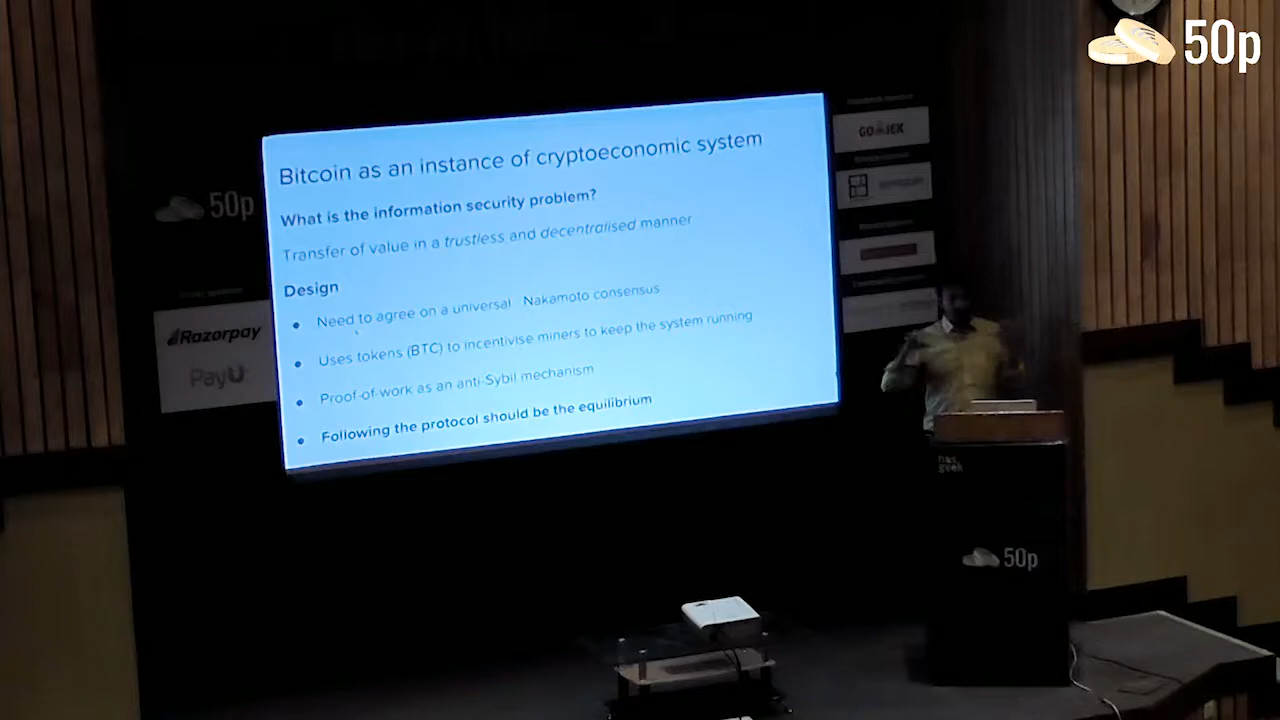 50p
Bitcoin as an instance of cryptoeconomic system
What is the information security problem?
Transfer of value in a trustless and decentralised manner
Design
Need to agree on a universal Nakamoto consensus
Uses tokens (BTC) to incentivise miners to keep the system running
Proof-of-work as an anti-Sybil mechanism
Following the protocol should be the equilibrium
50p
Razorpay
PayU
GOJEK
has
geek
50p